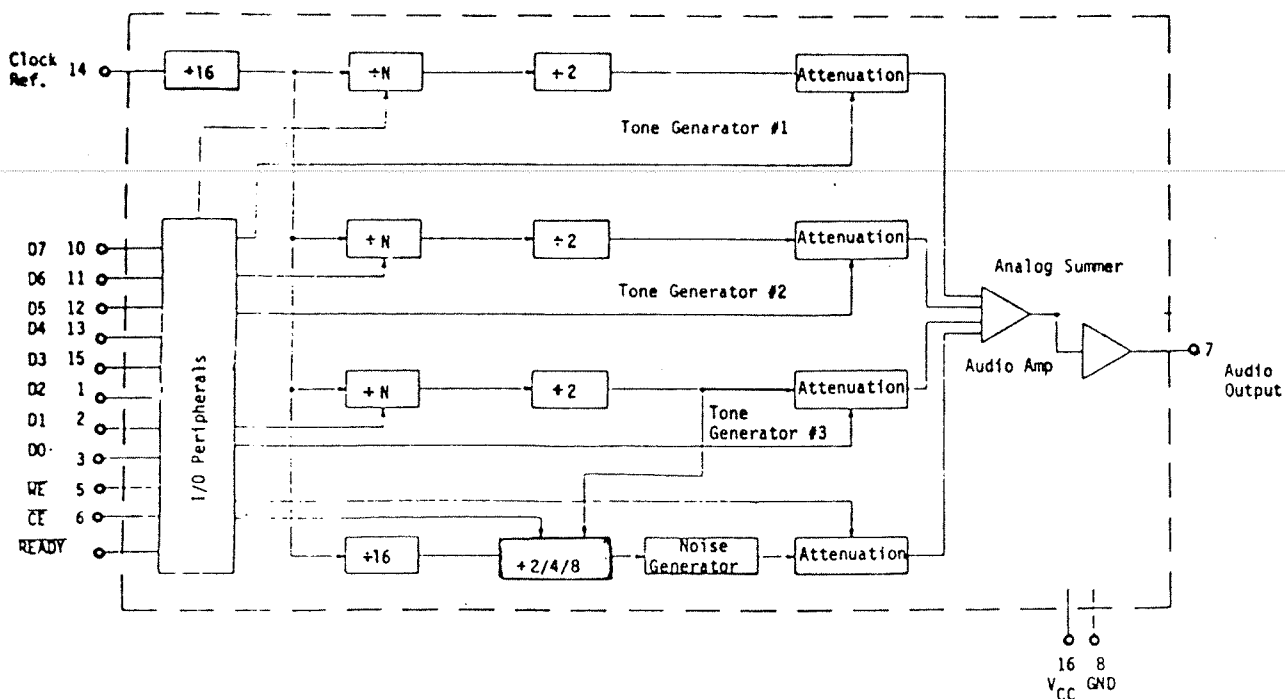 Clock
Ref. 14
÷16
÷N
÷2
Attenuation
Tone Genarator #1
D7 10
D6 11
D5 12
D4 13
D3 15
D2 1
D1 2
D0 3
WE 5
CE 6
READY
I/O Peripherals
÷N
÷2
Attenuation
Tone Generator #2
Analog Summer
÷N
÷2
Attenuation
Audio Amp
7
Audio
Output
Tone
Generator #3
÷16
÷2/4/8
Noise
Generator
Attenuation
16 8
VCC GND